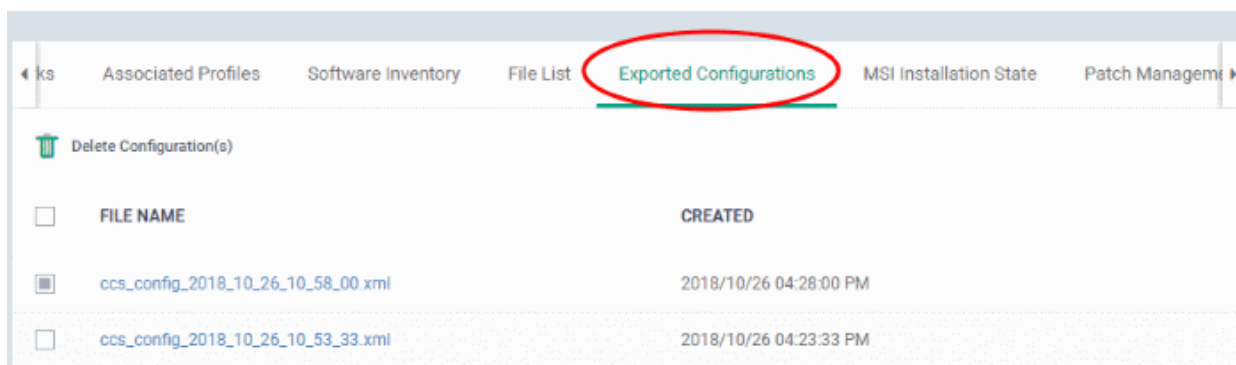 ks Associated Profiles Software Inventory File List Exported Configurations MSI Installation State Patch Manageme
Delete Configuration(s)
FILE NAME CREATED
ccs_config_2018_10_26_10_58_00.xml 2018/10/26 04:28:00 PM
ccs_config_2018_10_26_10_53_33.xml 2018/10/26 04:23:33 PM